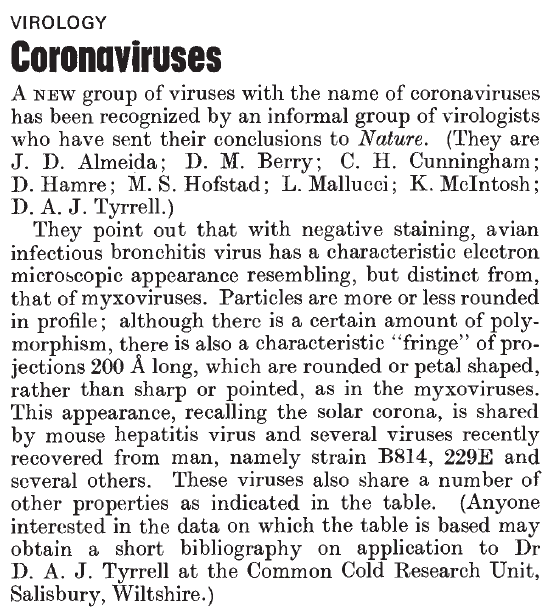 VIROLOGY
Coronaviruses
A NEW group of viruses with the name of coronaviruses
has been recognized by an informal group of virologists
who have sent their conclusions to Nature. (They are
J. D. Almeida; D. M. Berry; C. H. Cunningham;
D. Hamre; M. S. Hofstad; L. Mallucci; K. McIntosh;
D. A. J. Tyrrell.)
They point out that with negative staining, avian
infectious bronchitis virus has a characteristic electron
microscopic appearance resembling, but distinct from,
that of myxoviruses. Particles are more or less rounded
in profile; although there is a certain amount of poly-
morphism, there is also a characteristic "fringe" of pro-
jections 200 Å long, which are rounded or petal shaped,
rather than sharp or pointed, as in the myxoviruses.
This appearance, recalling the solar corona, is shared
by mouse hepatitis virus and several viruses recently
recovered from man, namely strain B814, 229E and
several others. These viruses also share a number of
other properties as indicated in the table. (Anyone
interested in the data on which the table is based may
obtain a short bibliography on application to Dr
D. A. J. Tyrrell at the Common Cold Research Unit,
Salisbury, Wiltshire.)